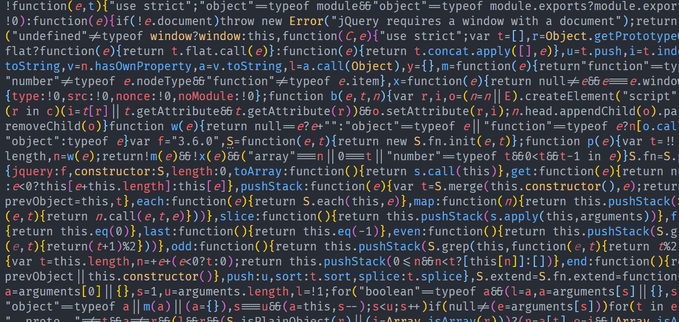 !function(e,t){"use strict";"object"==typeof module&&"object"==typeof module.exports?module.expor
!0):function(e){if(!e.document)throw new Error("jQuery requires a window with a document");return
("undefined"!=typeof window?window:this,function(C,e){"use strict";var t=[],r=Object.getPrototype
flat?function(e){return t.flat.call(e)}:function(e){return t.concat.apply([],e)},u=t.push,i=t.ind
toString,v=n.hasOwnProperty,a=v.toString,l=a.call(Object),y={},m=function(e){return"function"==ty
"number"!=typeof e.nodeType&&"function"!=typeof e.item},x=function(e){return null!=e&&e===e.windo
{type:!0,src:!0,nonce:!0,noModule:!0};function b(e,t,n){var r,i,o=(n=n||E).createElement("script"
(r in c)(i=t[r]||t.getAttribute&&t.getAttribute(r))&&o.setAttribute(r,i);n.head.appendChild(o).pa
removeChild(o)}function w(e){return null==e?e+"":"object"==typeof e||"function"==typeof e?n[o.cal
"object":typeof e}var f="3.6.0",S=function(e,t){return new S.fn.init(e,t)};function p(e){var t=!!
length,n=w(e);return!m(e)&&!x(e)&&("array"===n||0===t||"number"==typeof t&&0<t&&t-1 in e)}S.fn=S.p
{jquery:f,constructor:S,length:0,toArray:function(){return s.call(this)},get:function(e){return nu
:e<0?this[e+this.length]:this[e]},pushStack:function(e){var t=S.merge(this.constructor(),e);return
prevObject=this,t},each:function(e){return S.each(this,e)},map:function(n){return this.pushStack(S
(e,t){return n.call(e,t,e)}))},slice:function(){return this.pushStack(s.apply(this,arguments))},f
{return this.eq(0)},last:function(){return this.eq(-1)},even:function(){return this.pushStack(S.g
(e,t){return(t+1)%2}))},odd:function(){return this.pushStack(S.grep(this,function(e,t){return t%2
{var t=this.length,n=+e+(e<0?t:0);return this.pushStack(0<=n&&n<t?[this[n]]:[])},end:function(){re
prevObject||this.constructor()},push:u,sort:t.sort,splice:t.splice},S.extend=S.fn.extend=function
a=arguments[0]||{},s=1,u=arguments.length,l=!1;for("boolean"==typeof a&&(l=a,a=arguments[s]||{},s
"object"==typeof a||m(a)||(a={}),s===u&&(a=this,s--);s<u;s++)if(null!=(e=arguments[s]))for(t in e